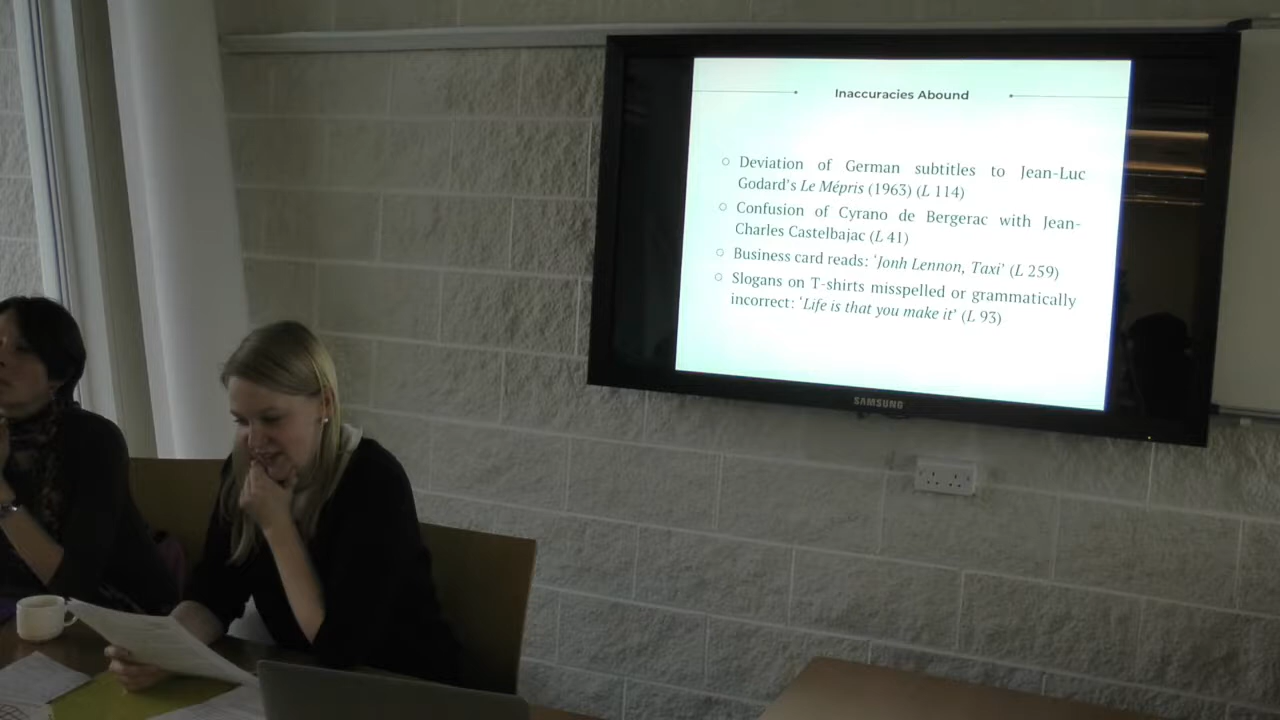 Inaccuracies Abound
Deviation of German subtitles to Jean-Luc
Godard's Le Mépris (1963) (L 114)
Confusion of Cyrano de Bergerac with Jean-
Charles Castelbajac (L 41)
Business card reads: 'Jonh Lennon, Taxi' (L 259)
Slogans on T-shirts misspelled or grammatically
incorrect: 'Life is that you make it' (L 93)
SAMSUNG